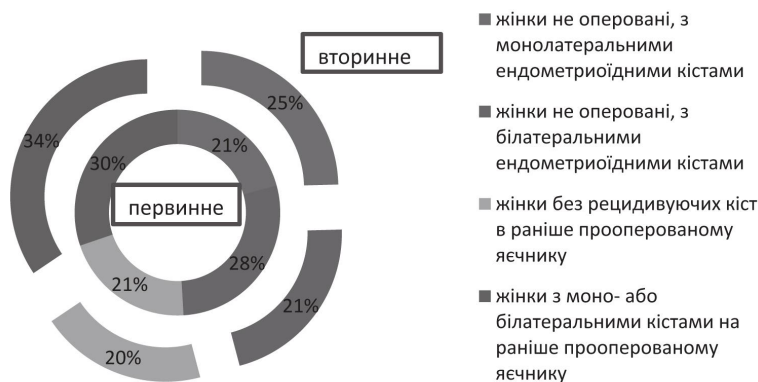 вторинне
25%
34%
21%
30%
первинне
28%
21%
21%
20%
жінки не оперовані, з
монолатеральними
ендометриоїдними кістами
жінки не оперовані, з
білатеральними
ендометриоїдними кістами
жінки без рецидивуючих кіст
в раніше прооперованому
яєчнику
жінки з моно- або
білатеральними кістами на
раніше прооперованому
яєчнику